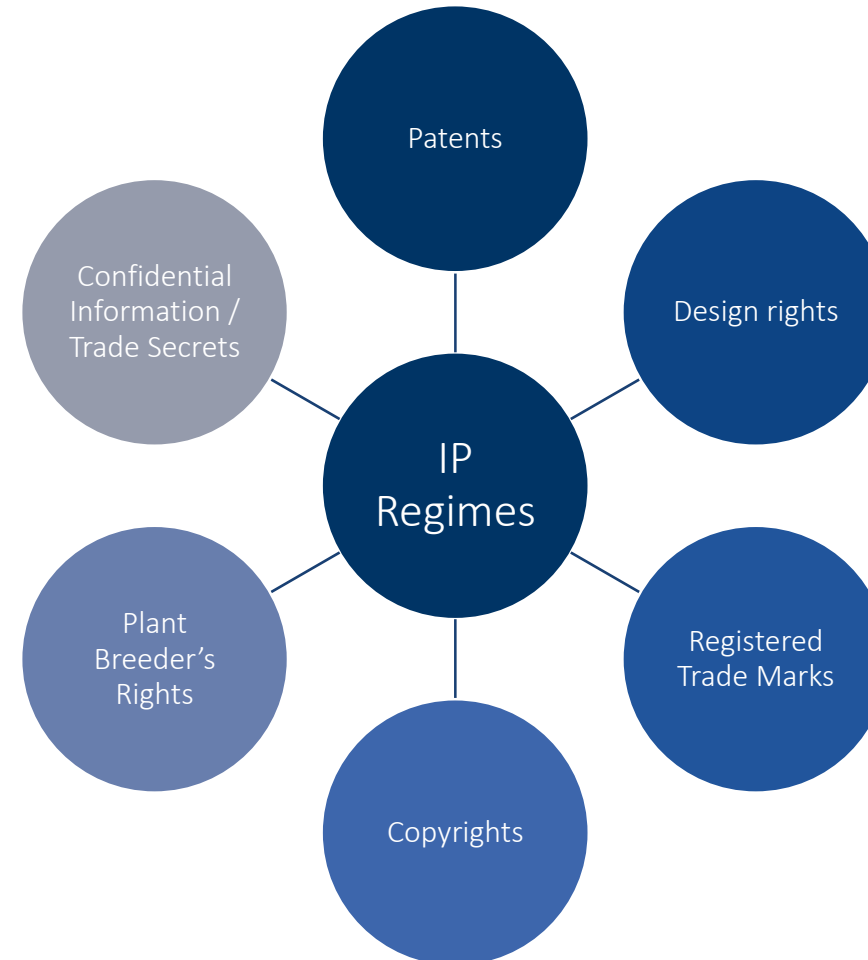 Patents
Design rights
Registered
Trade Marks
Copyrights
Plant
Breeder’s
Rights
Confidential
Information /
Trade Secrets
IP
Regimes